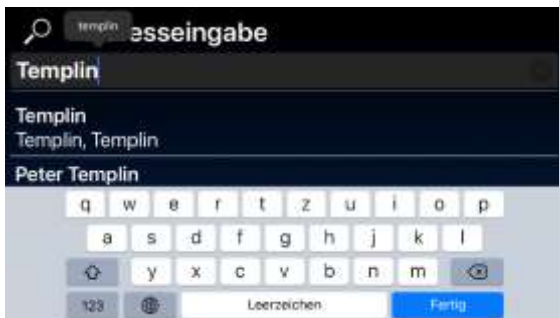 templin
esseingabe
Templin
Templin
Templin, Templin
Peter Templin
q w e r t z u i o p
a s d f g h j k l
y x c v b n m
123 Leerzeichen Fertig